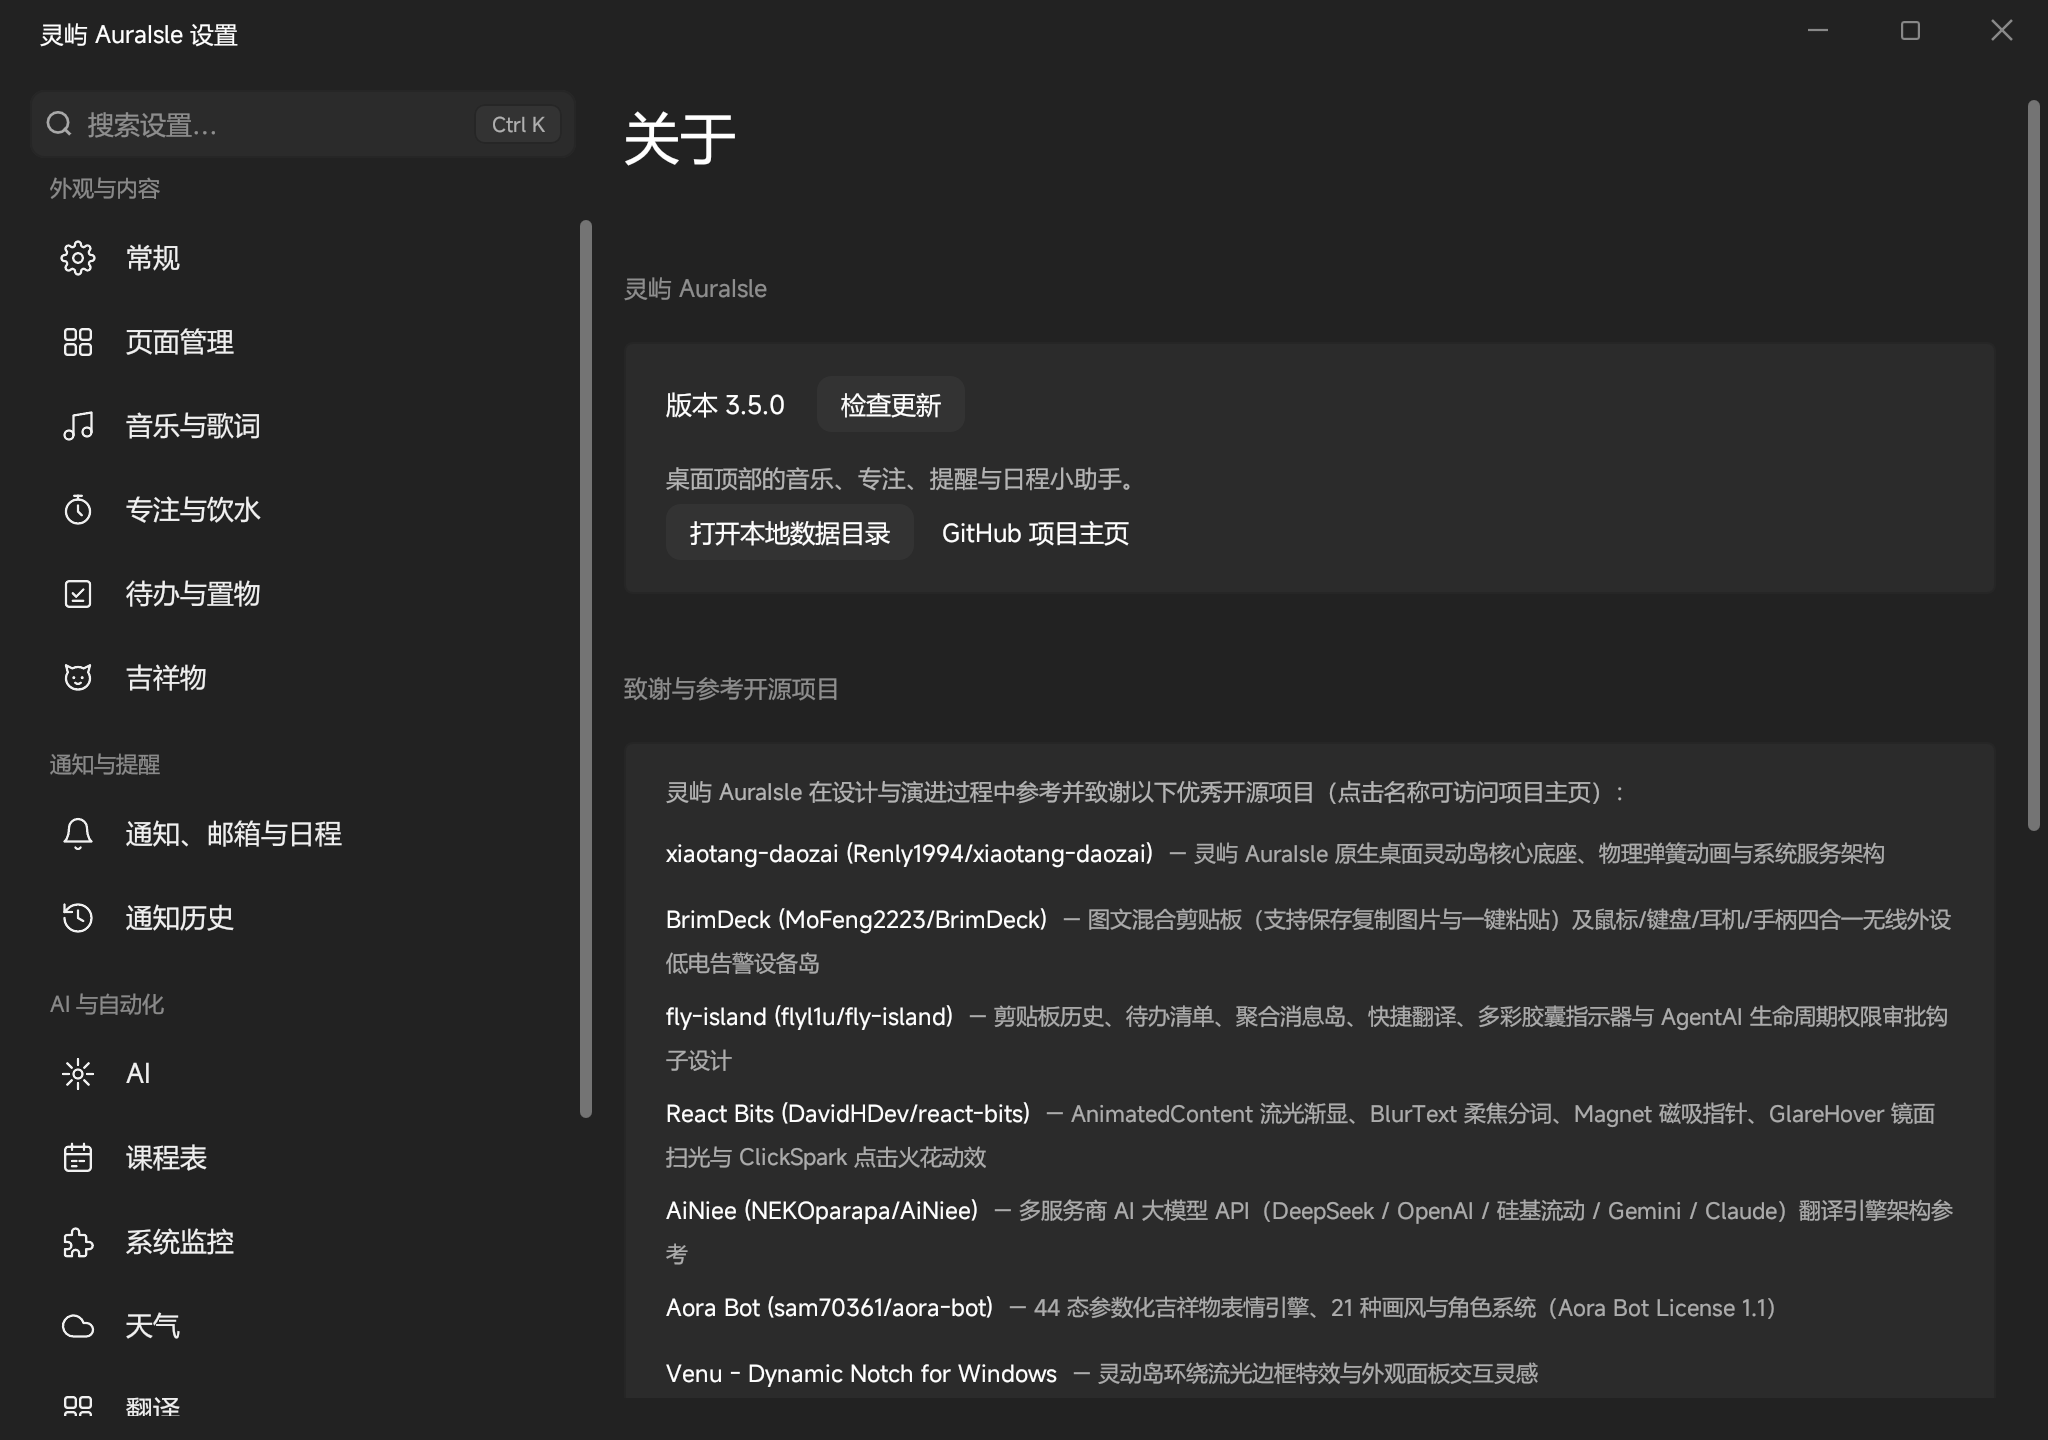 灵屿 AuraIsle 设置
搜索设置...
Ctrl K
外观与内容
常规
页面管理
音乐与歌词
专注与饮水
待办与置物
吉祥物
通知与提醒
通知、邮箱与日程
通知历史
AI 与自动化
AI
课程表
系统监控
天气
翻译
关于
灵屿 AuraIsle
版本 3.5.0
检查更新
桌面顶部的音乐、专注、提醒与日程小助手。
打开本地数据目录
GitHub 项目主页
致谢与参考开源项目
灵屿 AuraIsle 在设计与演进过程中参考并致谢以下优秀开源项目（点击名称可访问项目主页）:
xiaotang-daozai (Renly1994/xiaotang-daozai) — 灵屿 AuraIsle 原生桌面灵动岛核心底座、物理弹簧动画与系统服务架构
BrimDeck (MoFeng2223/BrimDeck) — 图文混合剪贴板（支持保存复制图片与一键粘贴）及鼠标/键盘/耳机/手柄四合一无线外设
低电告警设备岛
fly-island (flyl1u/fly-island) — 剪贴板历史、待办清单、聚合消息岛、快捷翻译、多彩胶囊指示器与 AgentAI 生命周期权限审批钩
子设计
React Bits (DavidHDev/react-bits) — AnimatedContent 流光渐显、BlurText 柔焦分词、Magnet 磁吸指针、GlareHover 镜面
扫光与 ClickSpark 点击火花动效
AiNiee (NEKOparapa/AiNiee) — 多服务商 AI 大模型 API（DeepSeek / OpenAI / 硅基流动 / Gemini / Claude）翻译引擎架构参
考
Aora Bot (sam70361/aora-bot) — 44 态参数化吉祥物表情引擎、21 种画风与角色系统（Aora Bot License 1.1）
Venu - Dynamic Notch for Windows — 灵动岛环绕流光边框特效与外观面板交互灵感